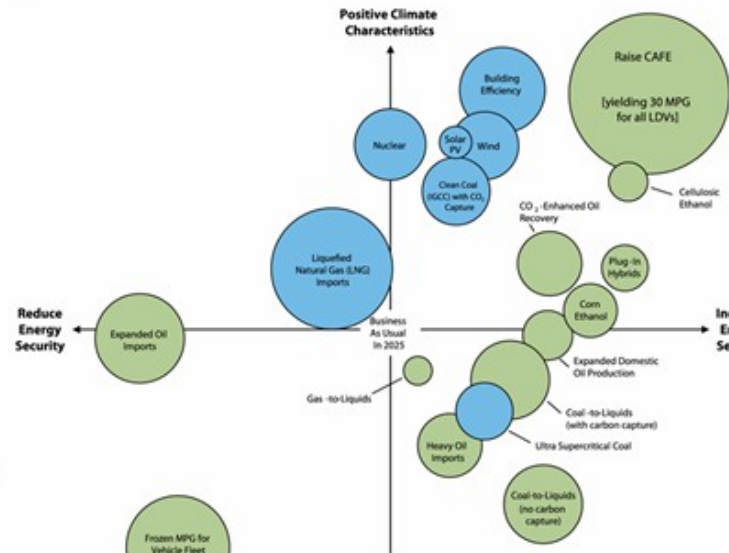 Positive Climate
Characteristics
Raise CAFE
[yielding 30 MPG
for all LDVs]
Building
Efficiency
Nuclear
Solar
PV
Wind
Clean Coal
(IGCC) with CO2
Capture
Cellulosic
Ethanol
CO2 -Enhanced Oil
Recovery
Plug-In
Hybrids
Liquefied
Natural Gas (LNG)
Imports
Corn
Ethanol
Reduce
Energy
Security
Expanded Oil
Imports
Business
As Usual
In 2025
Expanded Domestic
Oil Production
Gas -to-Liquids
Coal -to-Liquids
(with carbon capture)
Ultra Supercritical Coal
Heavy Oil
Imports
Coal-to-Liquids
(no carbon
capture)
Frozen MPG for
Vehicle Fleet